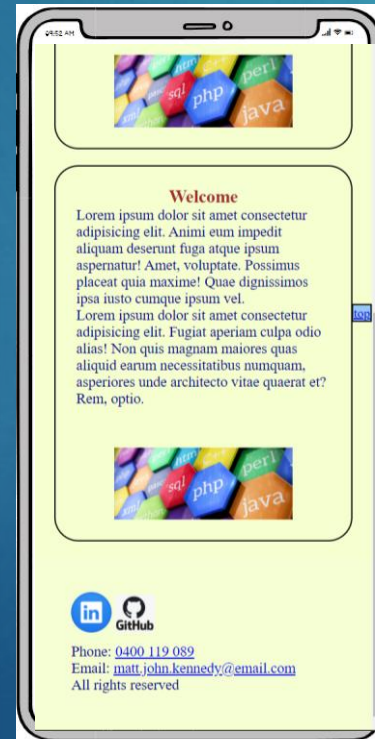 09:52 AM
perl
html
sql
php
java
xml
Welcome
Lorem ipsum dolor sit amet consectetur
adipisicing elit. Animi eum impedit
aliquam deserunt fuga atque ipsum
aspernatur! Amet, voluptate. Possimus
placeat quia maxime! Quae dignissimos
ipsa iusto cumque ipsum vel.
Lorem ipsum dolor sit amet consectetur
adipisicing elit. Fugiat aperiam culpa odio
alias! Non quis magnam maiores quas
aliquid earum necessitatibus numquam,
asperiores unde architecto vitae quaerat et?
Rem, optio.
top
html
perl
sql
php
java
xml
in
GitHub
Phone: 0400 119 089
Email: matt.john.kennedy@email.com
All rights reserved